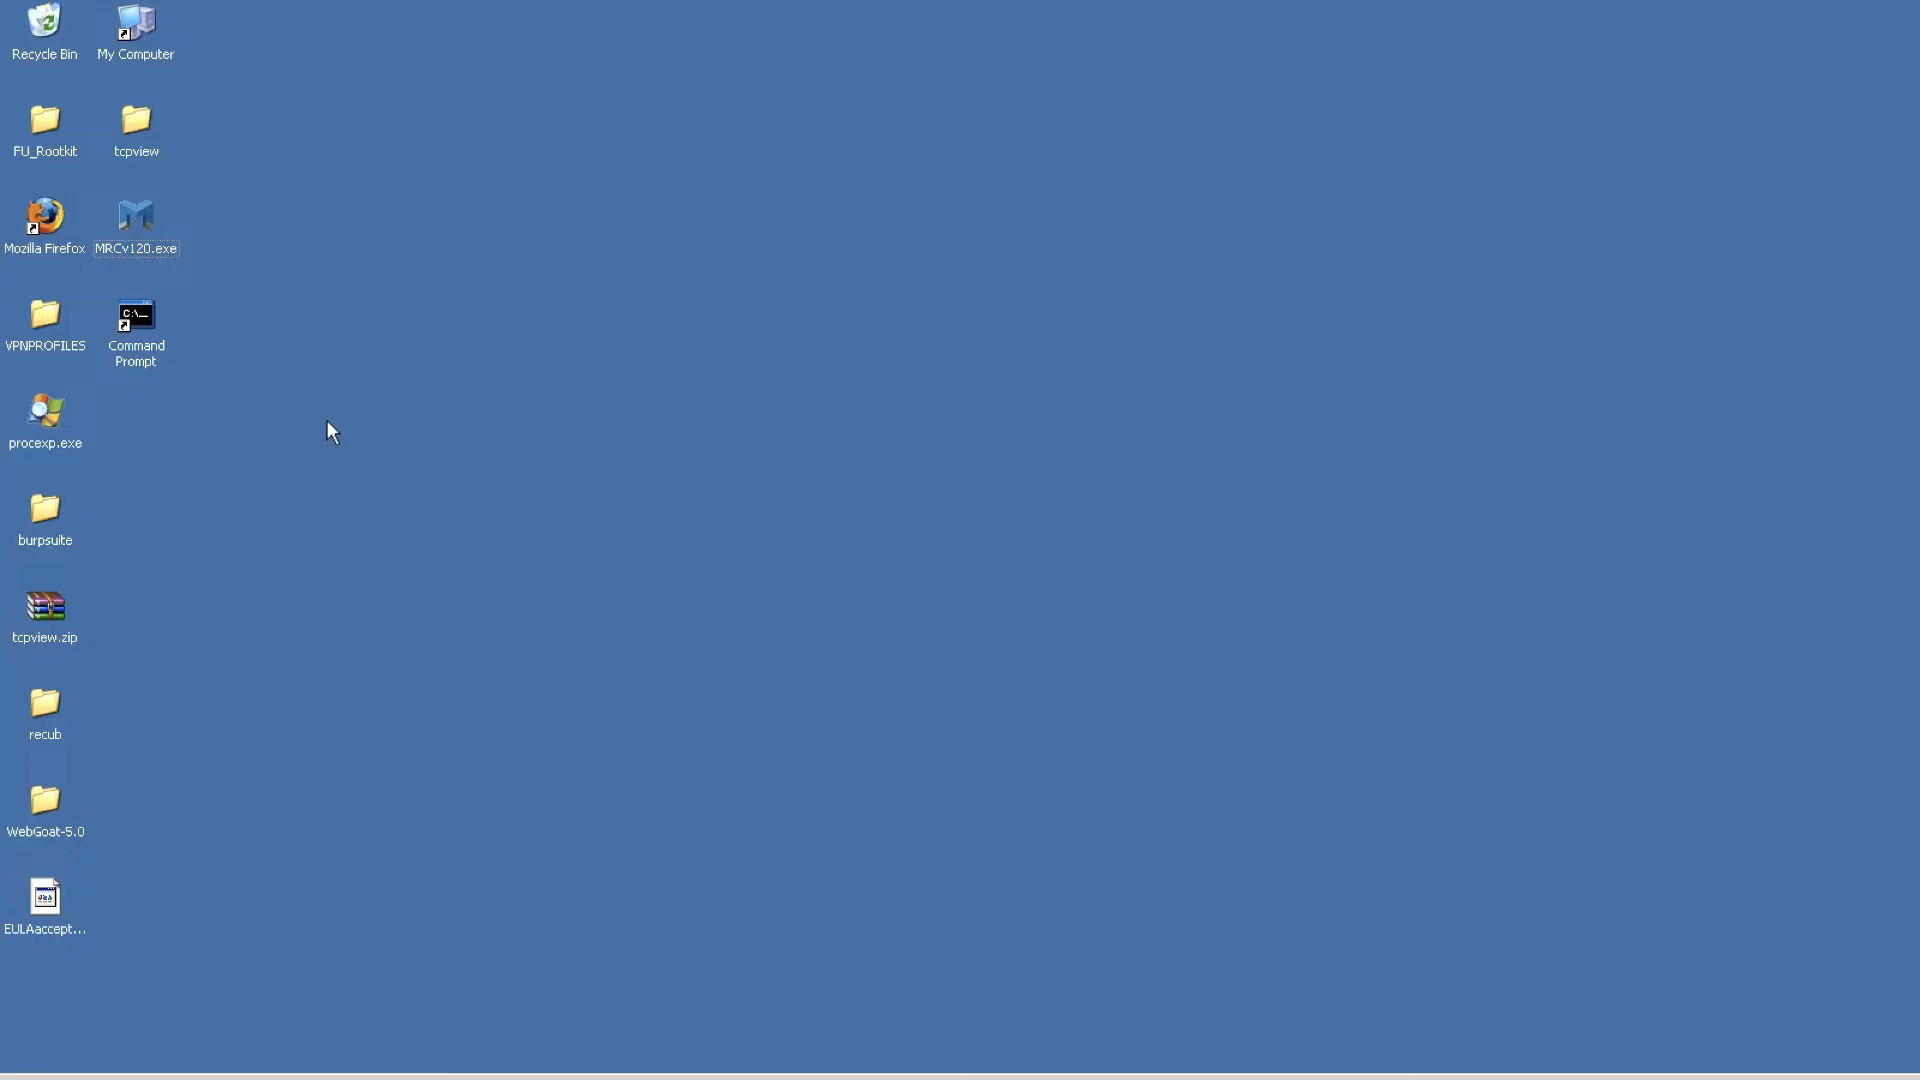 Recycle Bin
My Computer
FU_Rootkit
tcpview
Mozilla Firefox
MRCv120.exe
VPNPROFILES
C:\_
Command
Prompt
procexp.exe
burpsuite
tcpview.zip
recub
WebGoat-5.0
EULAaccept...